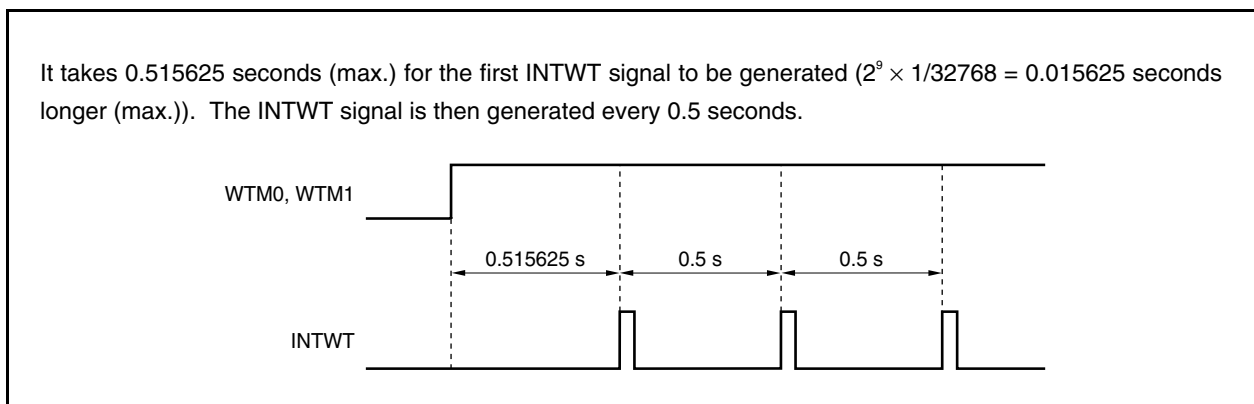 It takes 0.515625 seconds (max.) for the first INTWT signal to be generated (2⁹ × 1/32768 = 0.015625 seconds
longer (max.)).  The INTWT signal is then generated every 0.5 seconds.
WTM0, WTM1
0.515625 s
0.5 s
0.5 s
INTWT